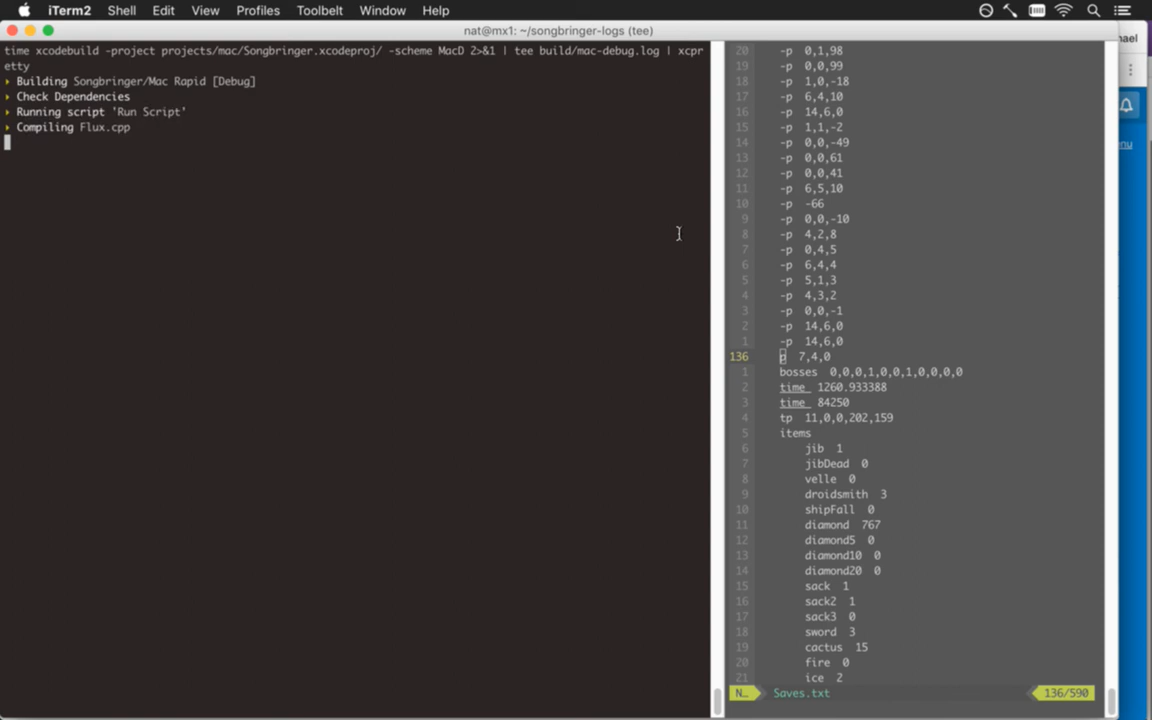 iTerm2 Shell Edit View Profiles Toolbelt Window Help
nat@mx1: ~/songbringer-logs (tee)
time xcodebuild -project projects/mac/Songbringer.xcodeproj/ -scheme MacD 2>&1 | tee build/mac-debug.log | xcpr
etty
Building Songbringer/Mac Rapid [Debug]
Check Dependencies
Running script 'Run Script'
Compiling Flux.cpp
20 -p 0,1,98
19 -p 0,0,99
18 -p 1,0,-18
17 -p 6,4,10
16 -p 14,6,0
15 -p 1,1,-2
14 -p 0,0,-49
13 -p 0,0,61
12 -p 0,0,41
11 -p 6,5,10
10 -p -66
9 -p 0,0,-10
8 -p 4,2,8
7 -p 0,4,5
6 -p 6,4,4
5 -p 5,1,3
4 -p 4,3,2
3 -p 0,0,-1
2 -p 14,6,0
1 -p 14,6,0
136 p 7,4,0
1 bosses 0,0,0,1,0,0,1,0,0,0,0
2 time_ 1260.933388
3 time_ 84250
4 tp 11,0,0,202,159
5 items
6 jib 1
7 jibDead 0
8 velle 0
9 droidsmith 3
10 shipFall 0
11 diamond 767
12 diamond5 0
13 diamond10 0
14 diamond20 0
15 sack 1
16 sack2 1
17 sack3 0
18 sword 3
19 cactus 15
20 fire 0
21 ice 2
N… Saves.txt 136/590
hael
nu